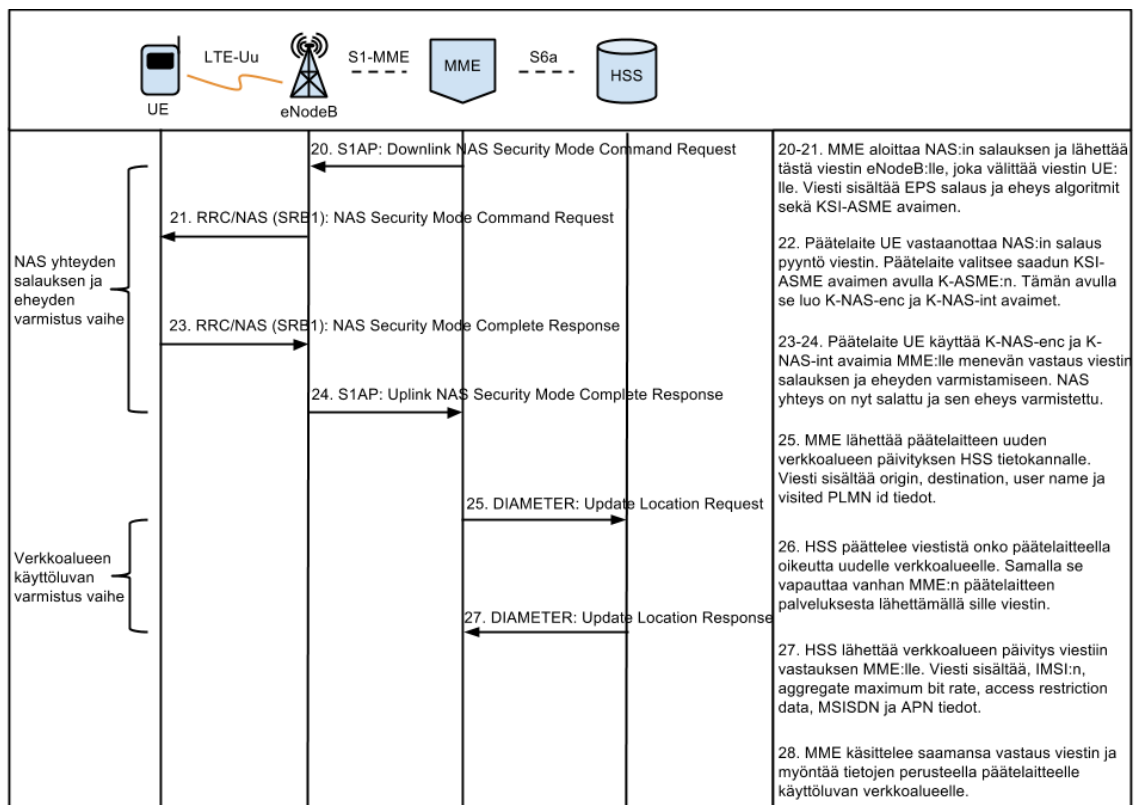 LTE-Uu
S1-MME
S6a
MME
HSS
UE
eNodeB
20. S1AP: Downlink NAS Security Mode Command Request
21. RRC/NAS (SRB1): NAS Security Mode Command Request
NAS yhteyden
salauksen ja
eheyden
varmistus vaihe
23. RRC/NAS (SRB1): NAS Security Mode Complete Response
24. S1AP: Uplink NAS Security Mode Complete Response
25. DIAMETER: Update Location Request
Verkkoalueen
käyttöluvan
varmistus vaihe
27. DIAMETER: Update Location Response
20-21. MME aloittaa NAS:in salauksen ja lähettää
tästä viestin eNodeB:lle, joka välittää viestin UE:
lle. Viesti sisältää EPS salaus ja eheys algoritmit
sekä KSI-ASME avaimen.
22. Päätelaite UE vastaanottaa NAS:in salaus
pyyntö viestin. Päätelaite valitsee saadun KSI-
ASME avaimen avulla K-ASME:n. Tämän avulla
se luo K-NAS-enc ja K-NAS-int avaimet.
23-24. Päätelaite UE käyttää K-NAS-enc ja K-
NAS-int avaimia MME:lle menevän vastaus viestin
salauksen ja eheyden varmistamiseen. NAS
yhteys on nyt salattu ja sen eheys varmistettu.
25. MME lähettää päätelaitteen uuden
verkkoalueen päivityksen HSS tietokannalle.
Viesti sisältää origin, destination, user name ja
visited PLMN id tiedot.
26. HSS päättelee viestistä onko päätelaitteella
oikeutta uudelle verkkoalueelle. Samalla se
vapauttaa vanhan MME:n päätelaitteen
palveluksesta lähettämällä sille viestin.
27. HSS lähettää verkkoalueen päivitys viestiin
vastauksen MME:lle. Viesti sisältää, IMSI:n,
aggregate maximum bit rate, access restriction
data, MSISDN ja APN tiedot.
28. MME käsittelee saamansa vastaus viestin ja
myöntää tietojen perusteella päätelaitteelle
käyttöluvan verkkoalueelle.